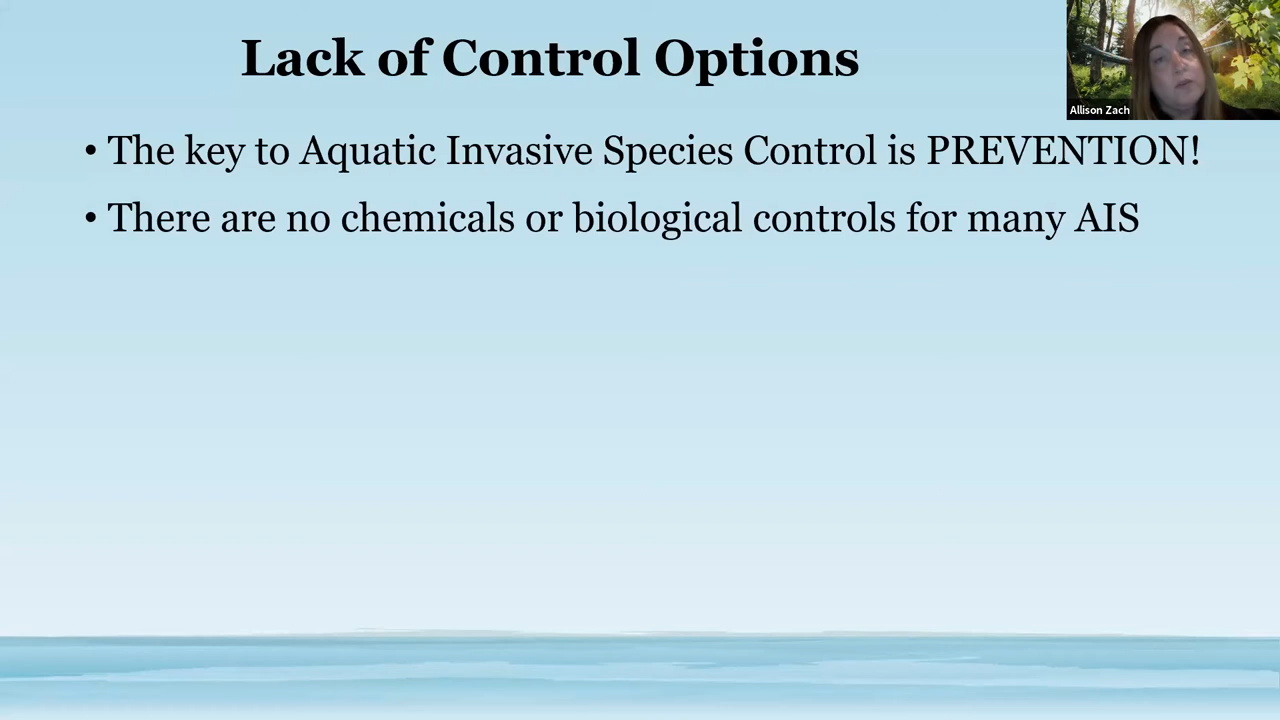 Lack of Control Options
Allison Zach
• The key to Aquatic Invasive Species Control is PREVENTION!
• There are no chemicals or biological controls for many AIS